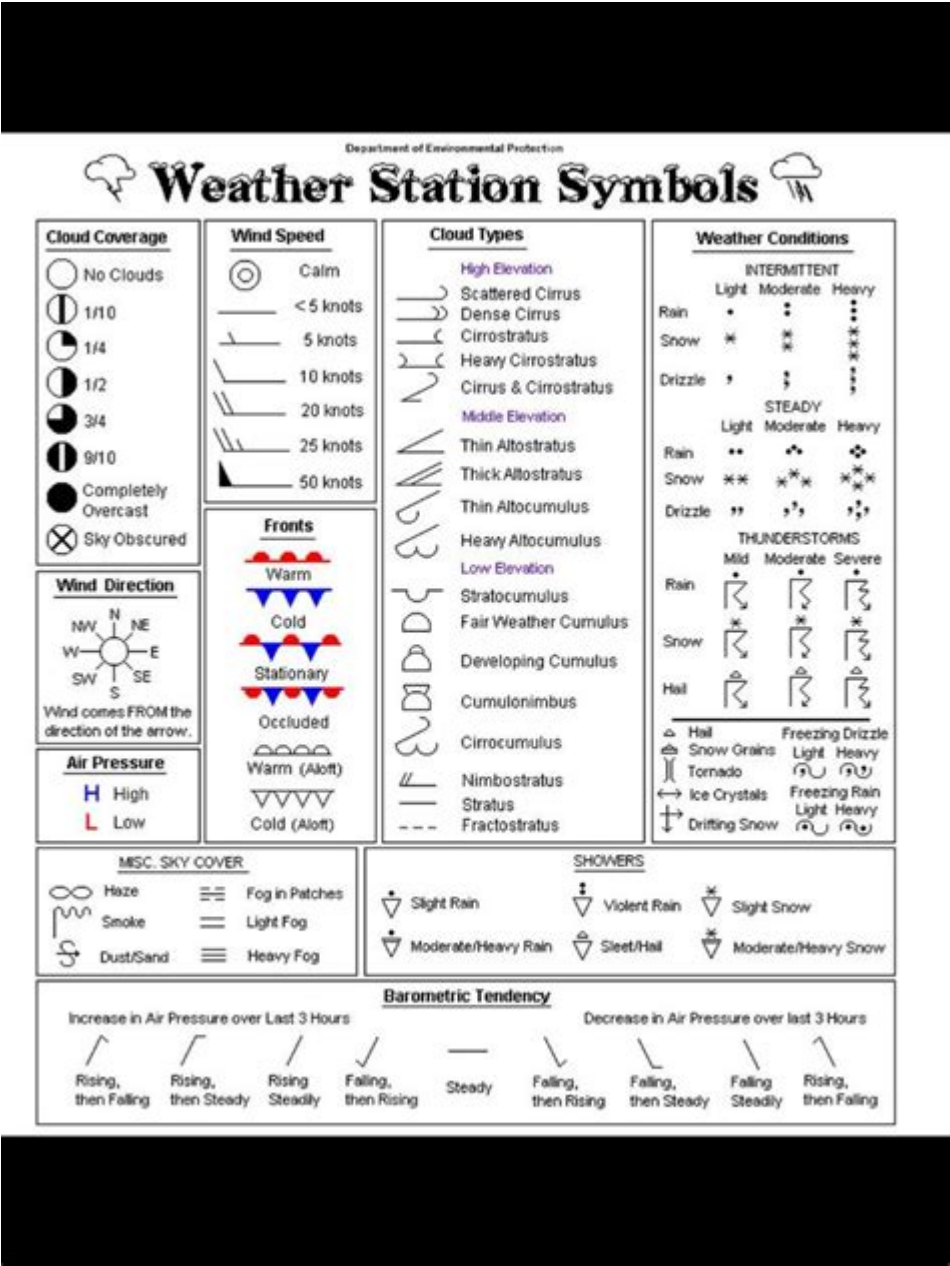 Department of Environmental Protection
Weather Station Symbols
Cloud Coverage
No Clouds
1/10
1/4
1/2
3/4
9/10
Completely
Overcast
Sky Obscured
Wind Direction
N
NW NE
W E
SW SE
S
Wind comes FROM the
direction of the arrow.
Air Pressure
H High
L Low
Wind Speed
Calm
< 5 knots
5 knots
10 knots
20 knots
25 knots
50 knots
Fronts
Warm
Cold
Stationary
Occluded
Warm (Aloft)
Cold (Aloft)
Cloud Types
High Elevation
Scattered Cirrus
Dense Cirrus
Cirrostratus
Heavy Cirrostratus
Cirrus & Cirrostratus
Middle Elevation
Thin Altostratus
Thick Altostratus
Thin Altocumulus
Heavy Altocumulus
Low Elevation
Stratocumulus
Fair Weather Cumulus
Developing Cumulus
Cumulonimbus
Cirrocumulus
Nimbostratus
Stratus
Fractostratus
Weather Conditions
INTERMITTENT
Light Moderate Heavy
Rain
Snow
Drizzle
STEADY
Light Moderate Heavy
Rain
Snow
Drizzle
THUNDERSTORMS
Mild Moderate Severe
Rain
Snow
Hail
Hail
Snow Grains
Tornado
Ice Crystals
Drifting Snow
Freezing Drizzle
Light Heavy
Freezing Rain
Light Heavy
MISC. SKY COVER
Haze Fog in Patches
Smoke Light Fog
Dust/Sand Heavy Fog
SHOWERS
Slight Rain Violent Rain Slight Snow
Moderate/Heavy Rain Sleet/Hail Moderate/Heavy Snow
Barometric Tendency
Increase in Air Pressure over Last 3 Hours Decrease in Air Pressure over last 3 Hours
Rising,
then Falling
Rising,
then Steady
Rising
Steadily
Falling,
then Rising
Steady
Falling,
then Rising
Falling,
then Steady
Falling
Steadily
Rising,
then Falling